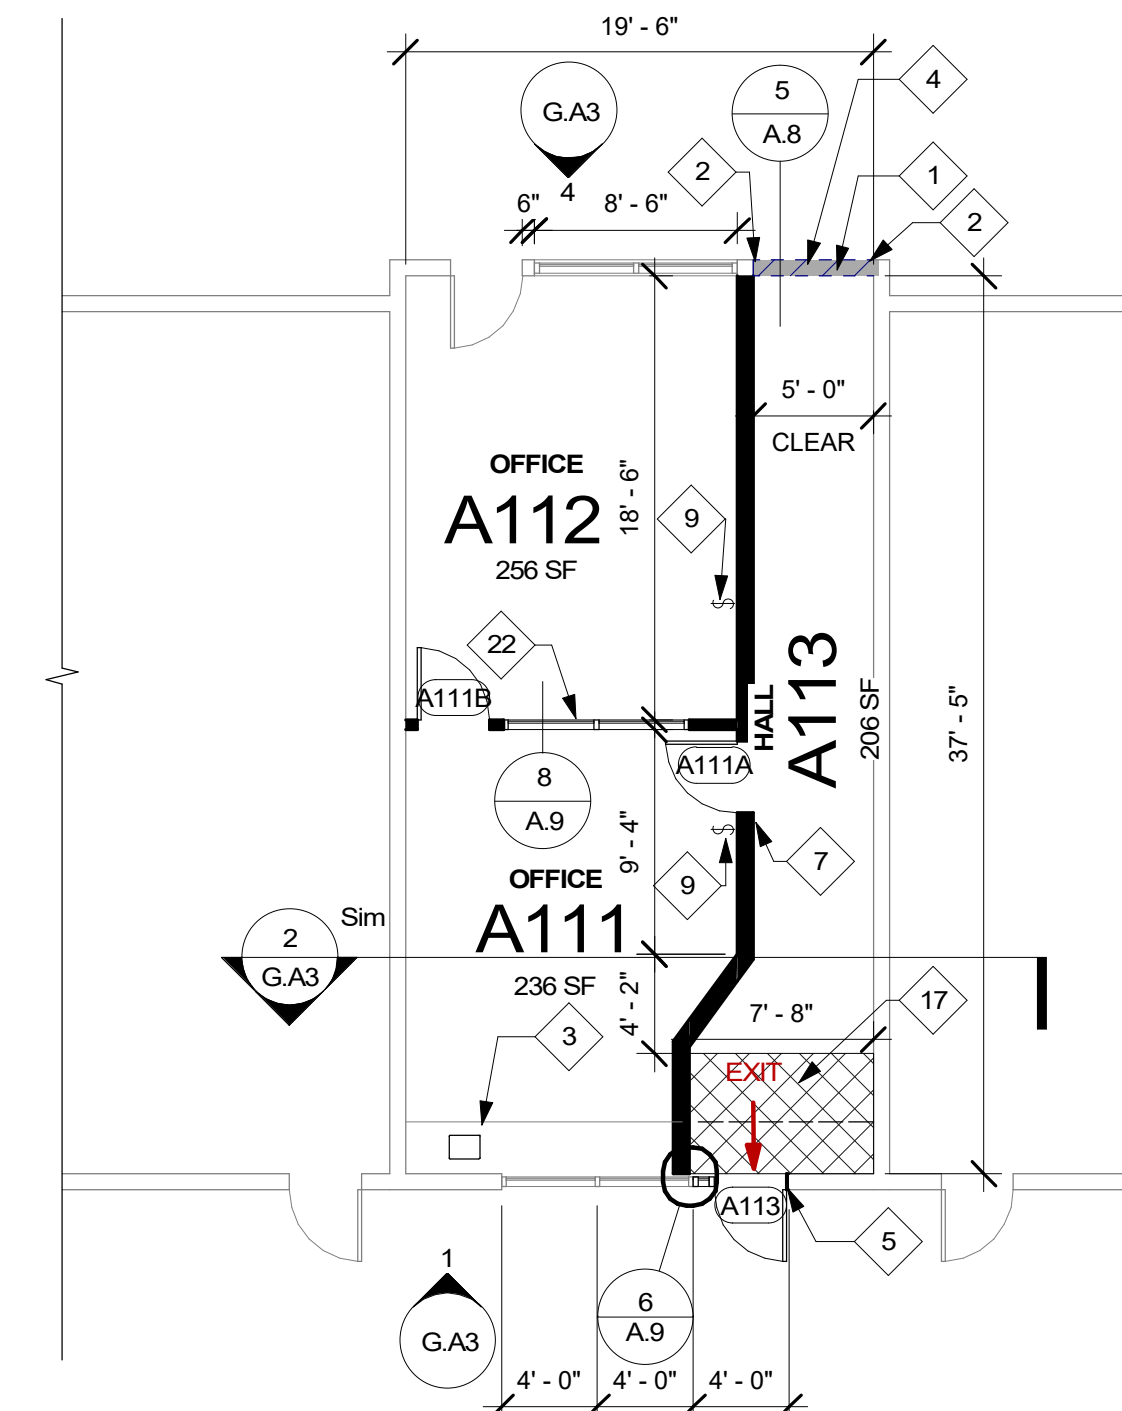 19' - 6"
G.A3
4
5
A.8
4
2
1
2
6"
8' - 6"
5' - 0"
CLEAR
OFFICE
A112
256 SF
18' - 6"
9
22
A111B
HALL
A113
206 SF
37' - 5"
A111A
8
A.9
9' - 4"
7
9
OFFICE
A111
236 SF
Sim
2
G.A3
4' - 2"
7' - 8"
17
3
EXIT
A113
5
1
G.A3
6
A.9
4' - 0"
4' - 0"
4' - 0"